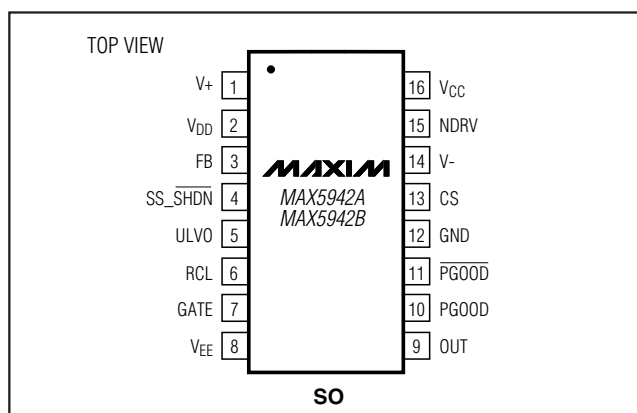 TOP VIEW
V+ 1
VDD 2
FB 3
SS_SHDN 4
ULVO 5
RCL 6
GATE 7
VEE 8
MAXIM
MAX5942A
MAX5942B
16 VCC
15 NDRV
14 V-
13 CS
12 GND
11 PGOOD
10 PGOOD
9 OUT
SO